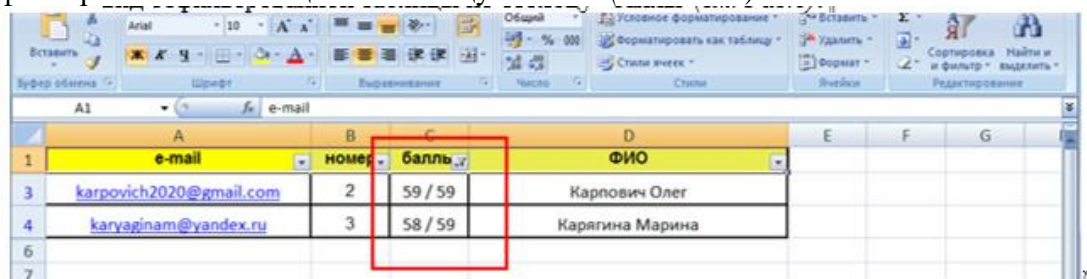 Arial 10 А А Общий Условное форматирование Вставить Σ
Вставить Ж К Ч % 000 Форматировать как таблицу Удалить Сортировка Найти и
Стили ячеек Формат и фильтр выделить
Буфер обмена Шрифт Выравнивание Число Стили Ячейки Редактирование
A1 fx e-mail
A B C D E F G
1 e-mail номер баллы ФИО
3 karpovich2020@gmail.com 2 59 / 59 Карпович Олег
4 karyaginam@yandex.ru 3 58 / 59 Карягина Марина
6
7